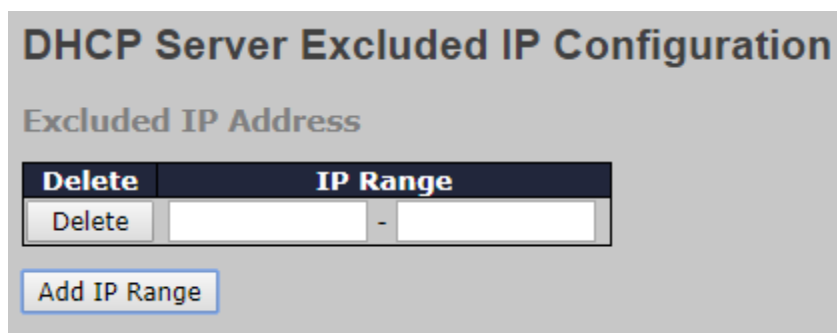 DHCP Server Excluded IP Configuration
Excluded IP Address
Delete IP Range
Delete -
Add IP Range